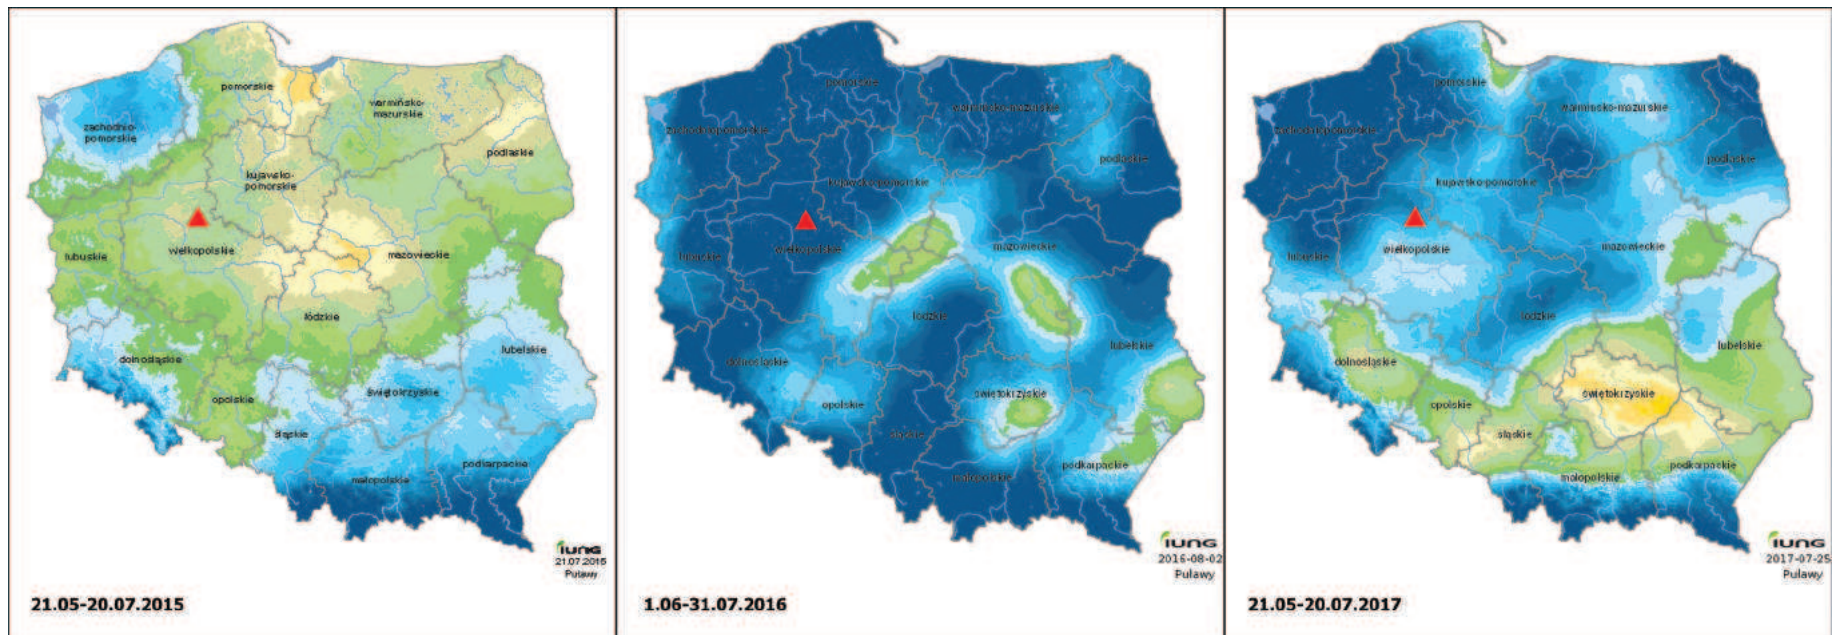 pomorskie
warmińsko-
mazurskie
zachodnio-
pomorskie
podlaskie
kujawsko-
pomorskie
wielkopolskie
mazowieckie
lubuskie
łódzkie
lubelskie
dolnośląskie
świętokrzyskie
opolskie
śląskie
podkarpackie
małopolskie
IUNG
21.07.2015
Puławy
21.05-20.07.2015
pomorskie
warmińsko-mazurskie
zachodniopomorskie
podlaskie
kujawsko-pomorskie
wielkopolskie
mazowieckie
lubuskie
łódzkie
lubelskie
dolnośląskie
świętokrzyskie
opolskie
śląskie
podkarpackie
małopolskie
IUNG
2016-08-02
Puławy
1.06-31.07.2016
pomorskie
warmińsko-mazurskie
zachodniopomorskie
podlaskie
kujawsko-pomorskie
wielkopolskie
mazowieckie
lubuskie
łódzkie
lubelskie
dolnośląskie
świętokrzyskie
opolskie
śląskie
podkarpackie
małopolskie
IUNG
2017-07-25
Puławy
21.05-20.07.2017